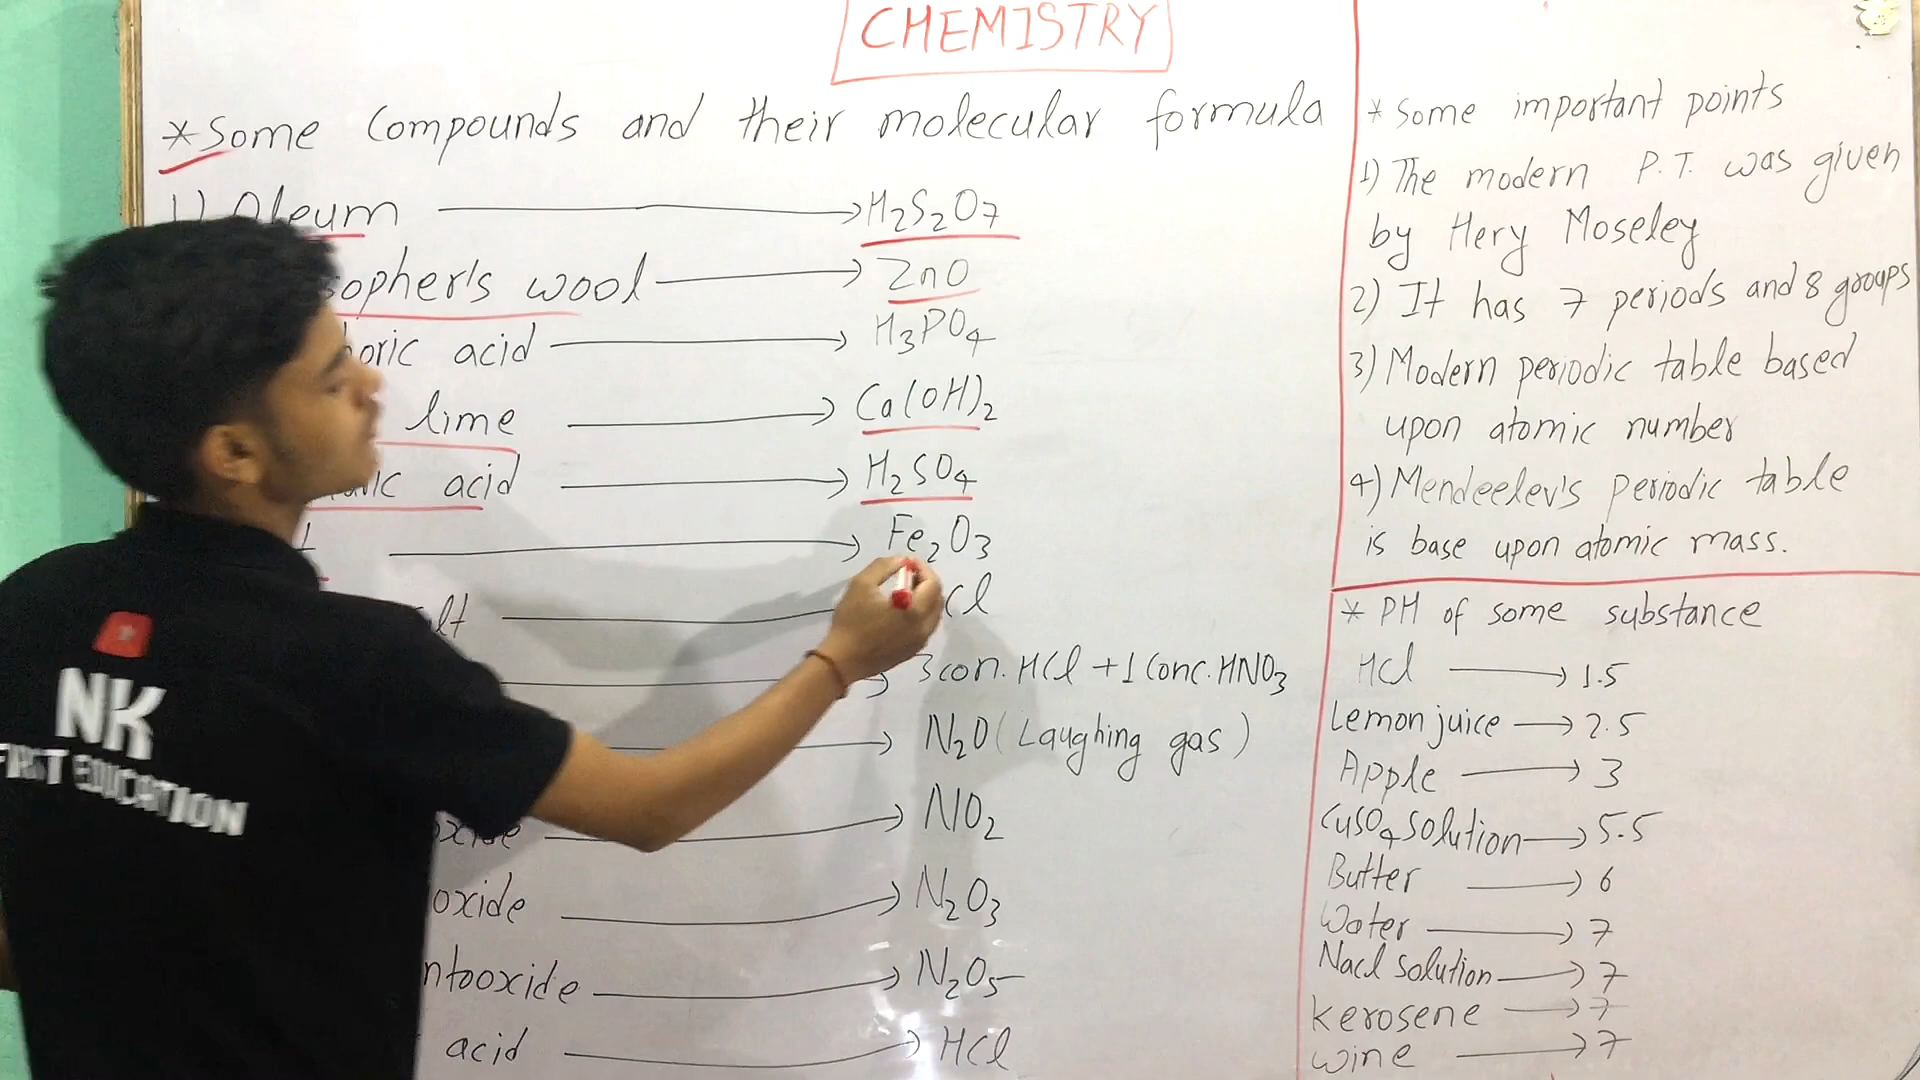 CHEMISTRY
*Some Compounds and their molecular formula
1) Oleum → H2S2O7
sopher's wool → ZnO
horic acid → H3PO4
lime → Ca(OH)2
acid → H2SO4
→ Fe2O3
lt Cl
3con.HCl + 1 Conc.HNO3
→ N2O (Laughing gas)
oxide → NO2
oxide → N2O3
ntooxide → N2O5
acid → HCl
* Some important points
1) The modern P.T. was given
by Hery Moseley
2) It has 7 periods and 8 groups
3) Modern periodic table based
upon atomic number
4) Mendeelev's periodic table
is base upon atomic mass.
* PH of some substance
HCl → 1.5
Lemon juice → 2.5
Apple → 3
CuSO4 solution → 5.5
Butter → 6
Water → 7
Nacl solution → 7
Kerosene → 7
wine → 7
NK
FIRST EDUCATION